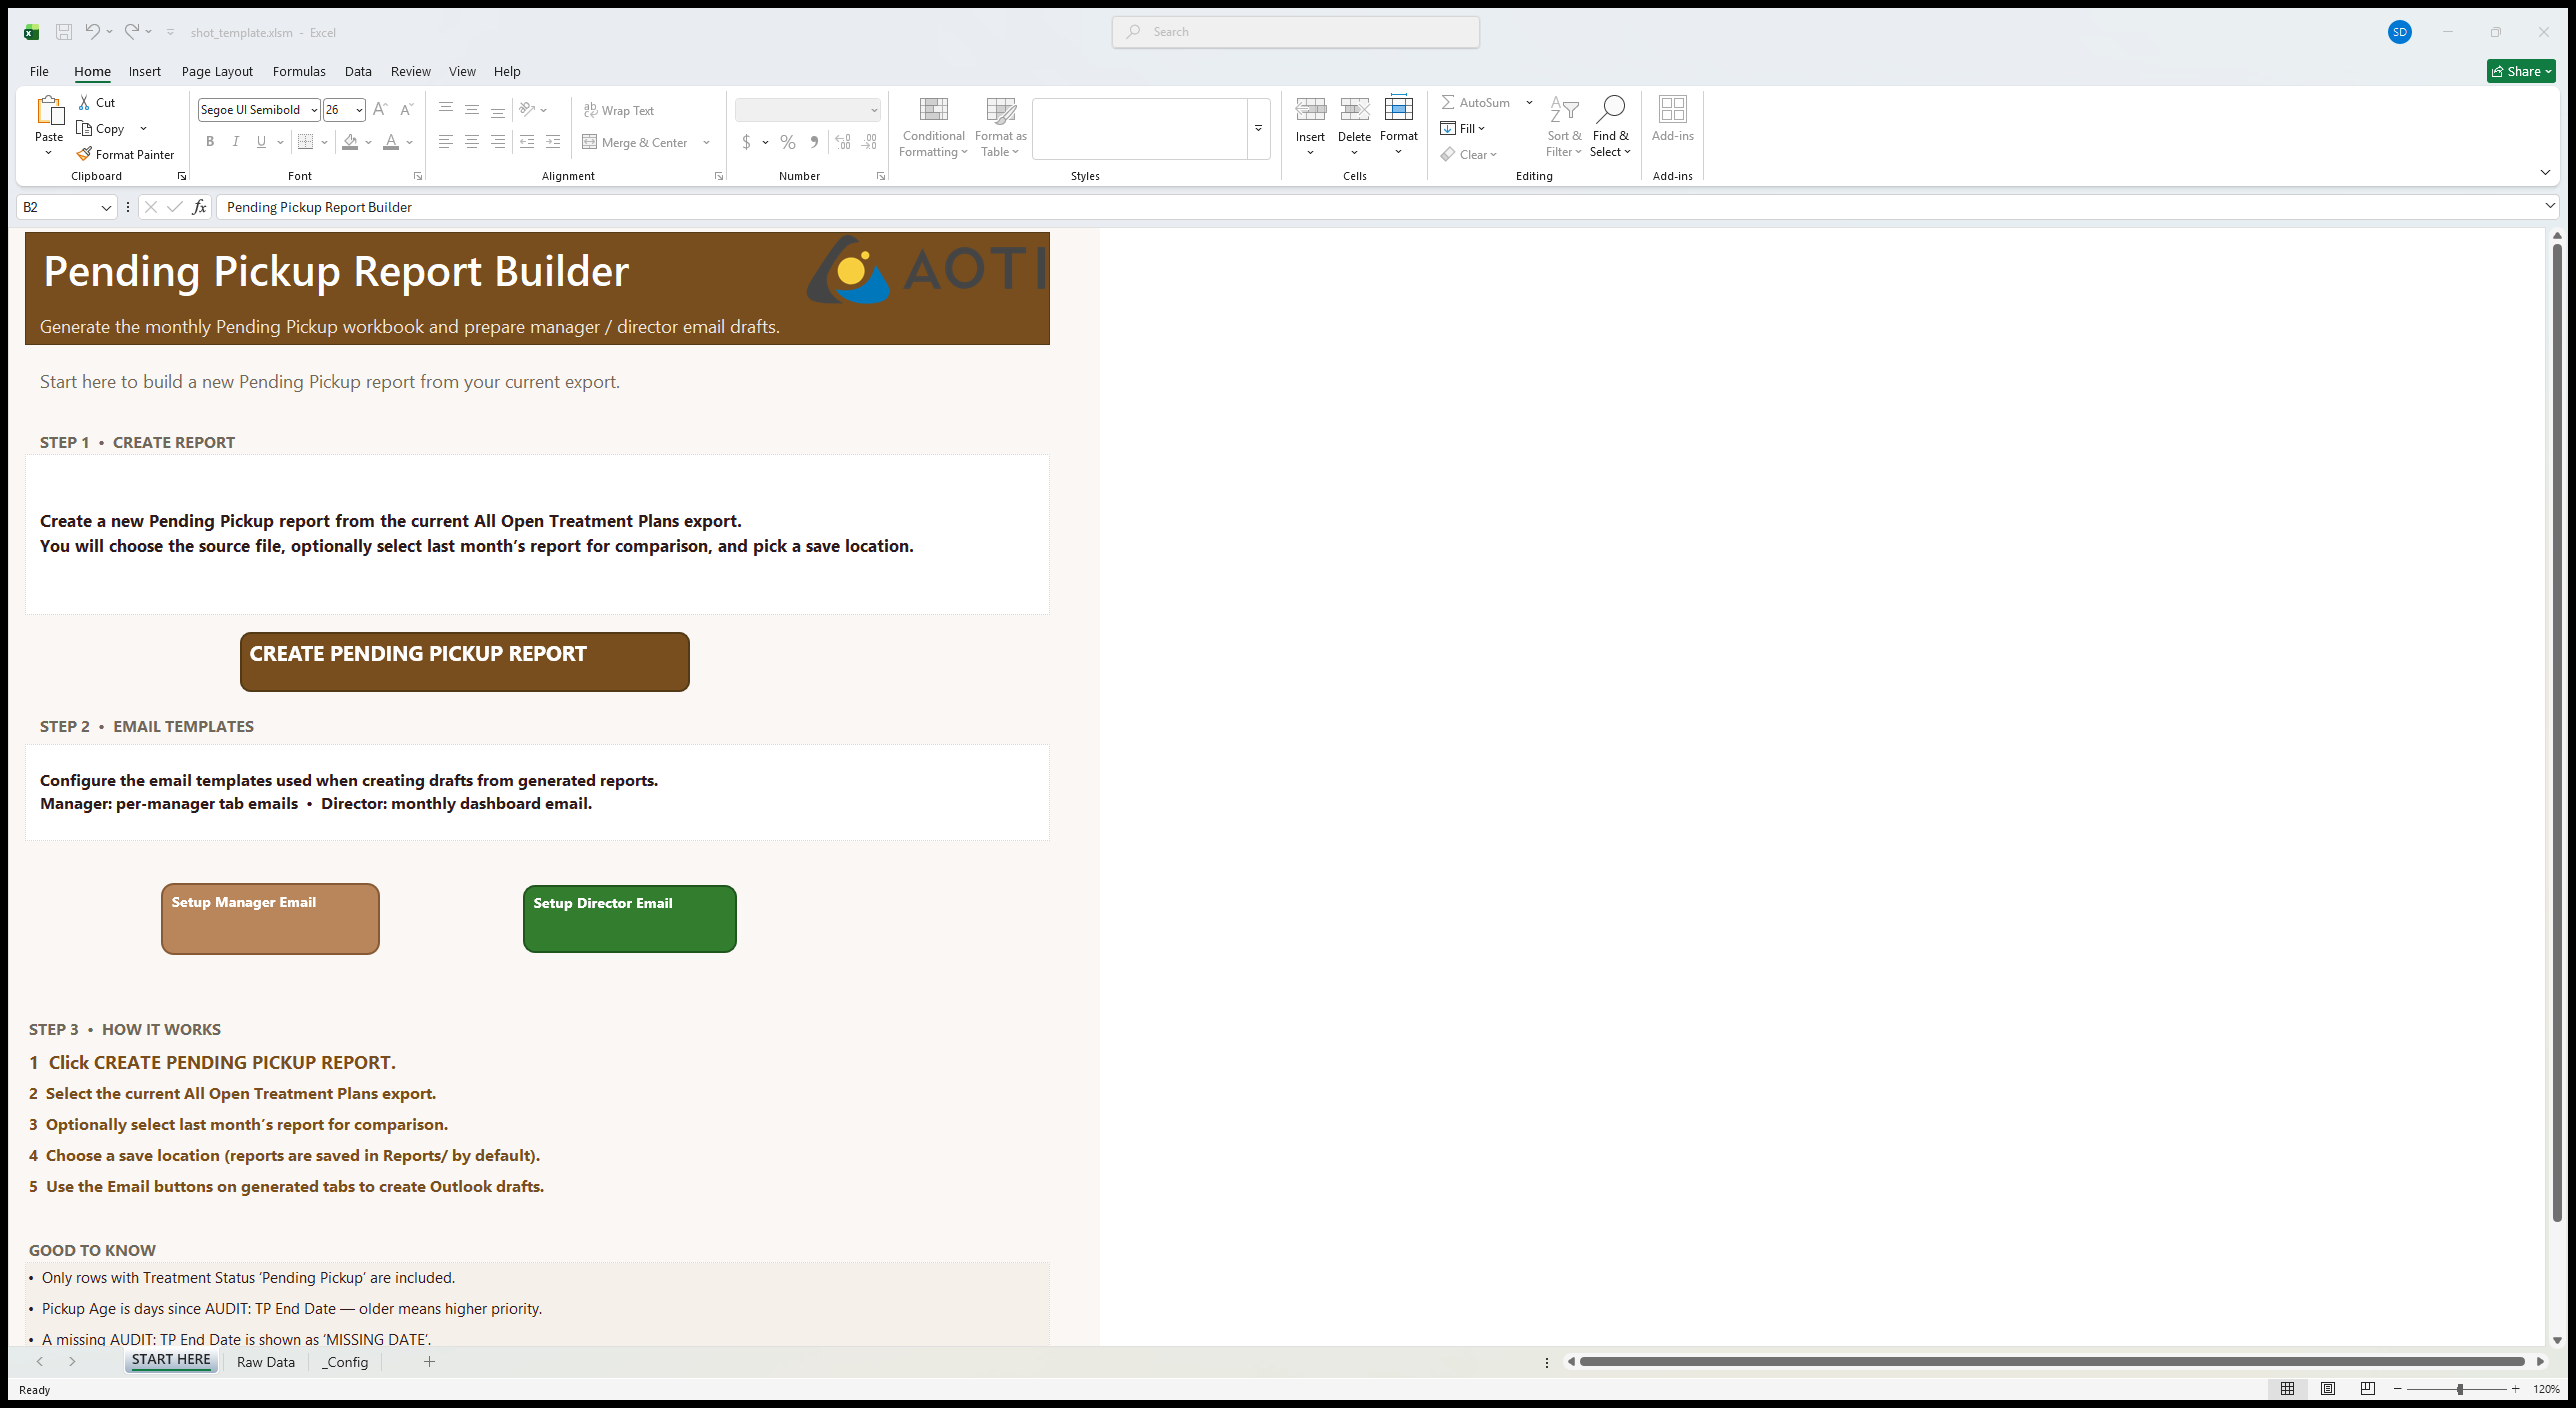 shot_template.xlsm - Excel
Search
SD
File Home Insert Page Layout Formulas Data Review View Help
Share
Paste
Cut
Copy
Format Painter
Clipboard
Segoe UI Semibold 26
B I U
Font
Wrap Text
Merge & Center
Alignment
$ %
Number
Conditional Formatting
Format as Table
Styles
Insert
Delete
Format
Cells
AutoSum
Fill
Clear
Sort & Filter
Find & Select
Editing
Add-ins
Add-ins
B2
fx
Pending Pickup Report Builder
Pending Pickup Report Builder
AOTI
Generate the monthly Pending Pickup workbook and prepare manager / director email drafts.
Start here to build a new Pending Pickup report from your current export.
STEP 1 • CREATE REPORT
Create a new Pending Pickup report from the current All Open Treatment Plans export.
You will choose the source file, optionally select last month’s report for comparison, and pick a save location.
CREATE PENDING PICKUP REPORT
STEP 2 • EMAIL TEMPLATES
Configure the email templates used when creating drafts from generated reports.
Manager: per-manager tab emails • Director: monthly dashboard email.
Setup Manager Email
Setup Director Email
STEP 3 • HOW IT WORKS
1 Click CREATE PENDING PICKUP REPORT.
2 Select the current All Open Treatment Plans export.
3 Optionally select last month’s report for comparison.
4 Choose a save location (reports are saved in Reports/ by default).
5 Use the Email buttons on generated tabs to create Outlook drafts.
GOOD TO KNOW
• Only rows with Treatment Status ‘Pending Pickup’ are included.
• Pickup Age is days since AUDIT: TP End Date — older means higher priority.
• A missing AUDIT: TP End Date is shown as ‘MISSING DATE’.
START HERE
Raw Data
_Config
Ready
120%